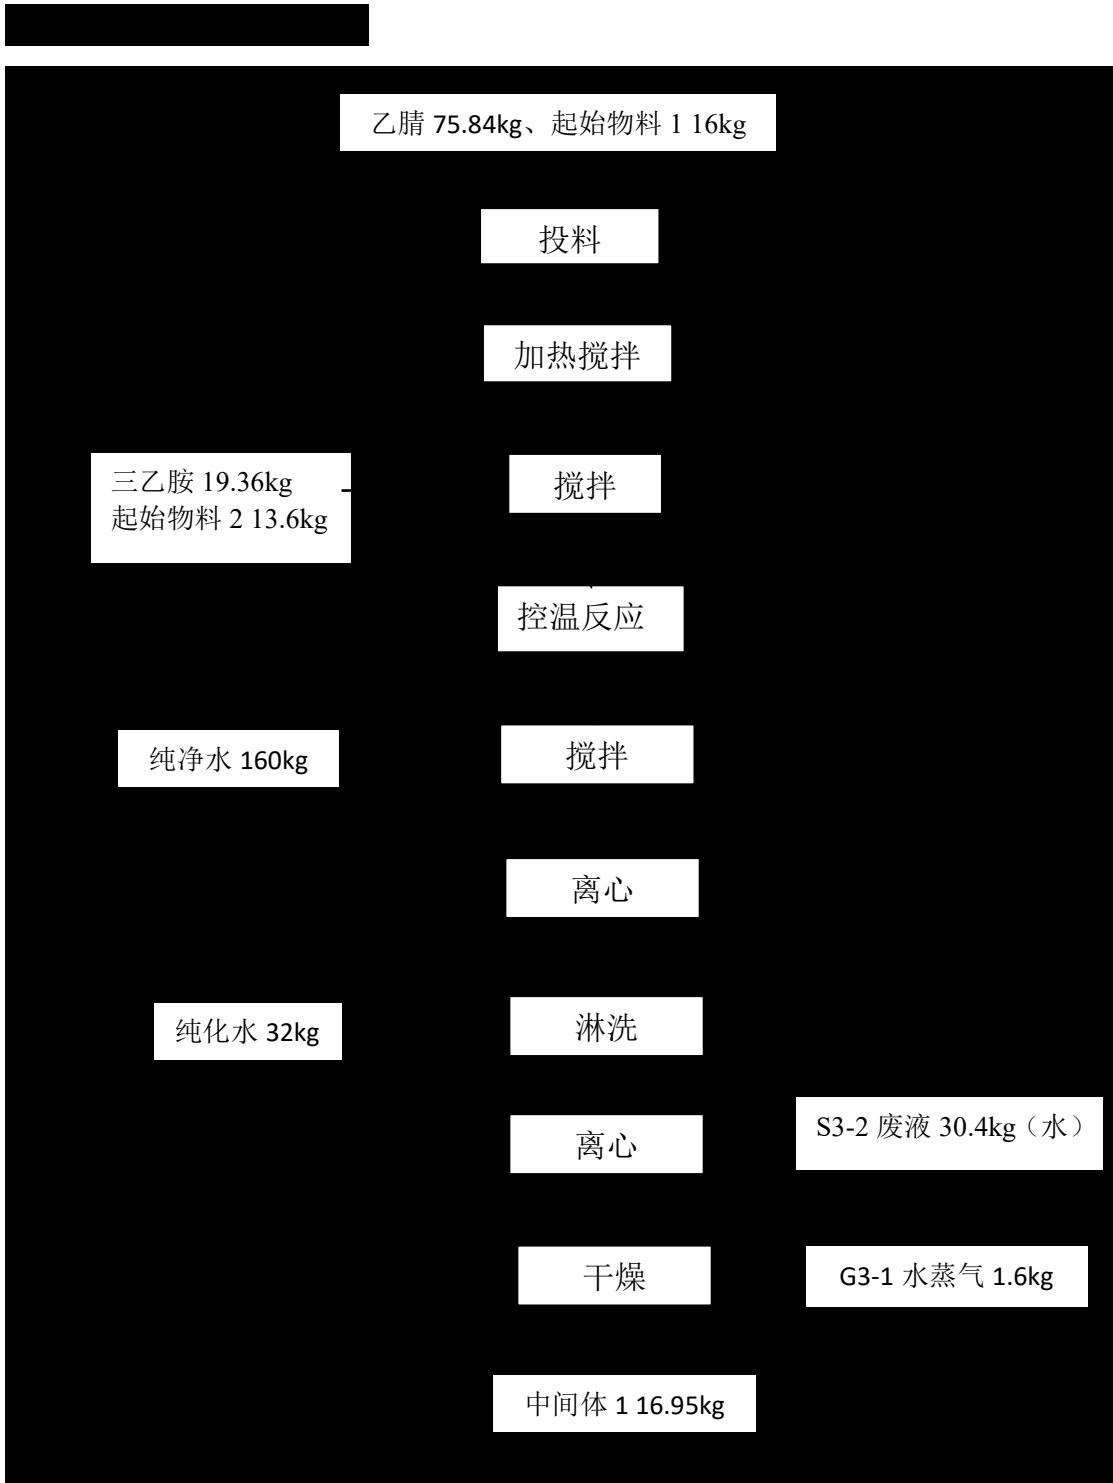 乙腈 75.84kg、起始物料 1 16kg
投料
加热搅拌
三乙胺 19.36kg
起始物料 2 13.6kg
搅拌
控温反应
纯净水 160kg
搅拌
离心
纯化水 32kg
淋洗
S3-2 废液 30.4kg（水）
离心
干燥
G3-1 水蒸气 1.6kg
中间体 1 16.95kg